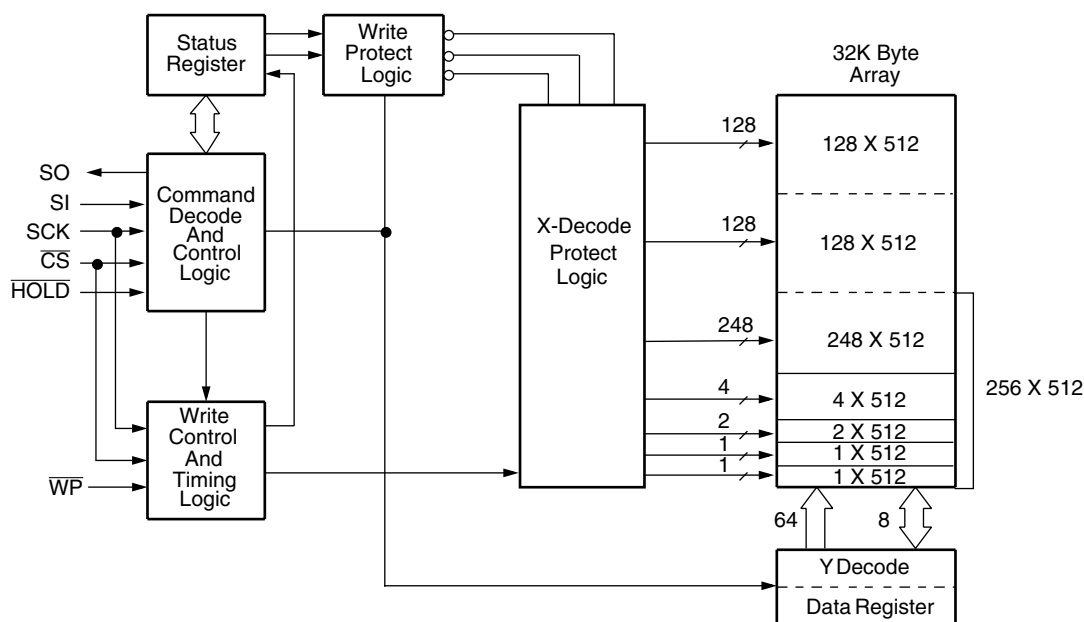 Status
Register
Write
Protect
Logic
32K Byte
Array
SO
SI
SCK
CS
HOLD
Command
Decode
And
Control
Logic
X-Decode
Protect
Logic
128
128 X 512
128
128 X 512
248
248 X 512
4
4 X 512
2
2 X 512
1
1 X 512
1
1 X 512
256 X 512
WP
Write
Control
And
Timing
Logic
64
8
Y Decode
Data Register